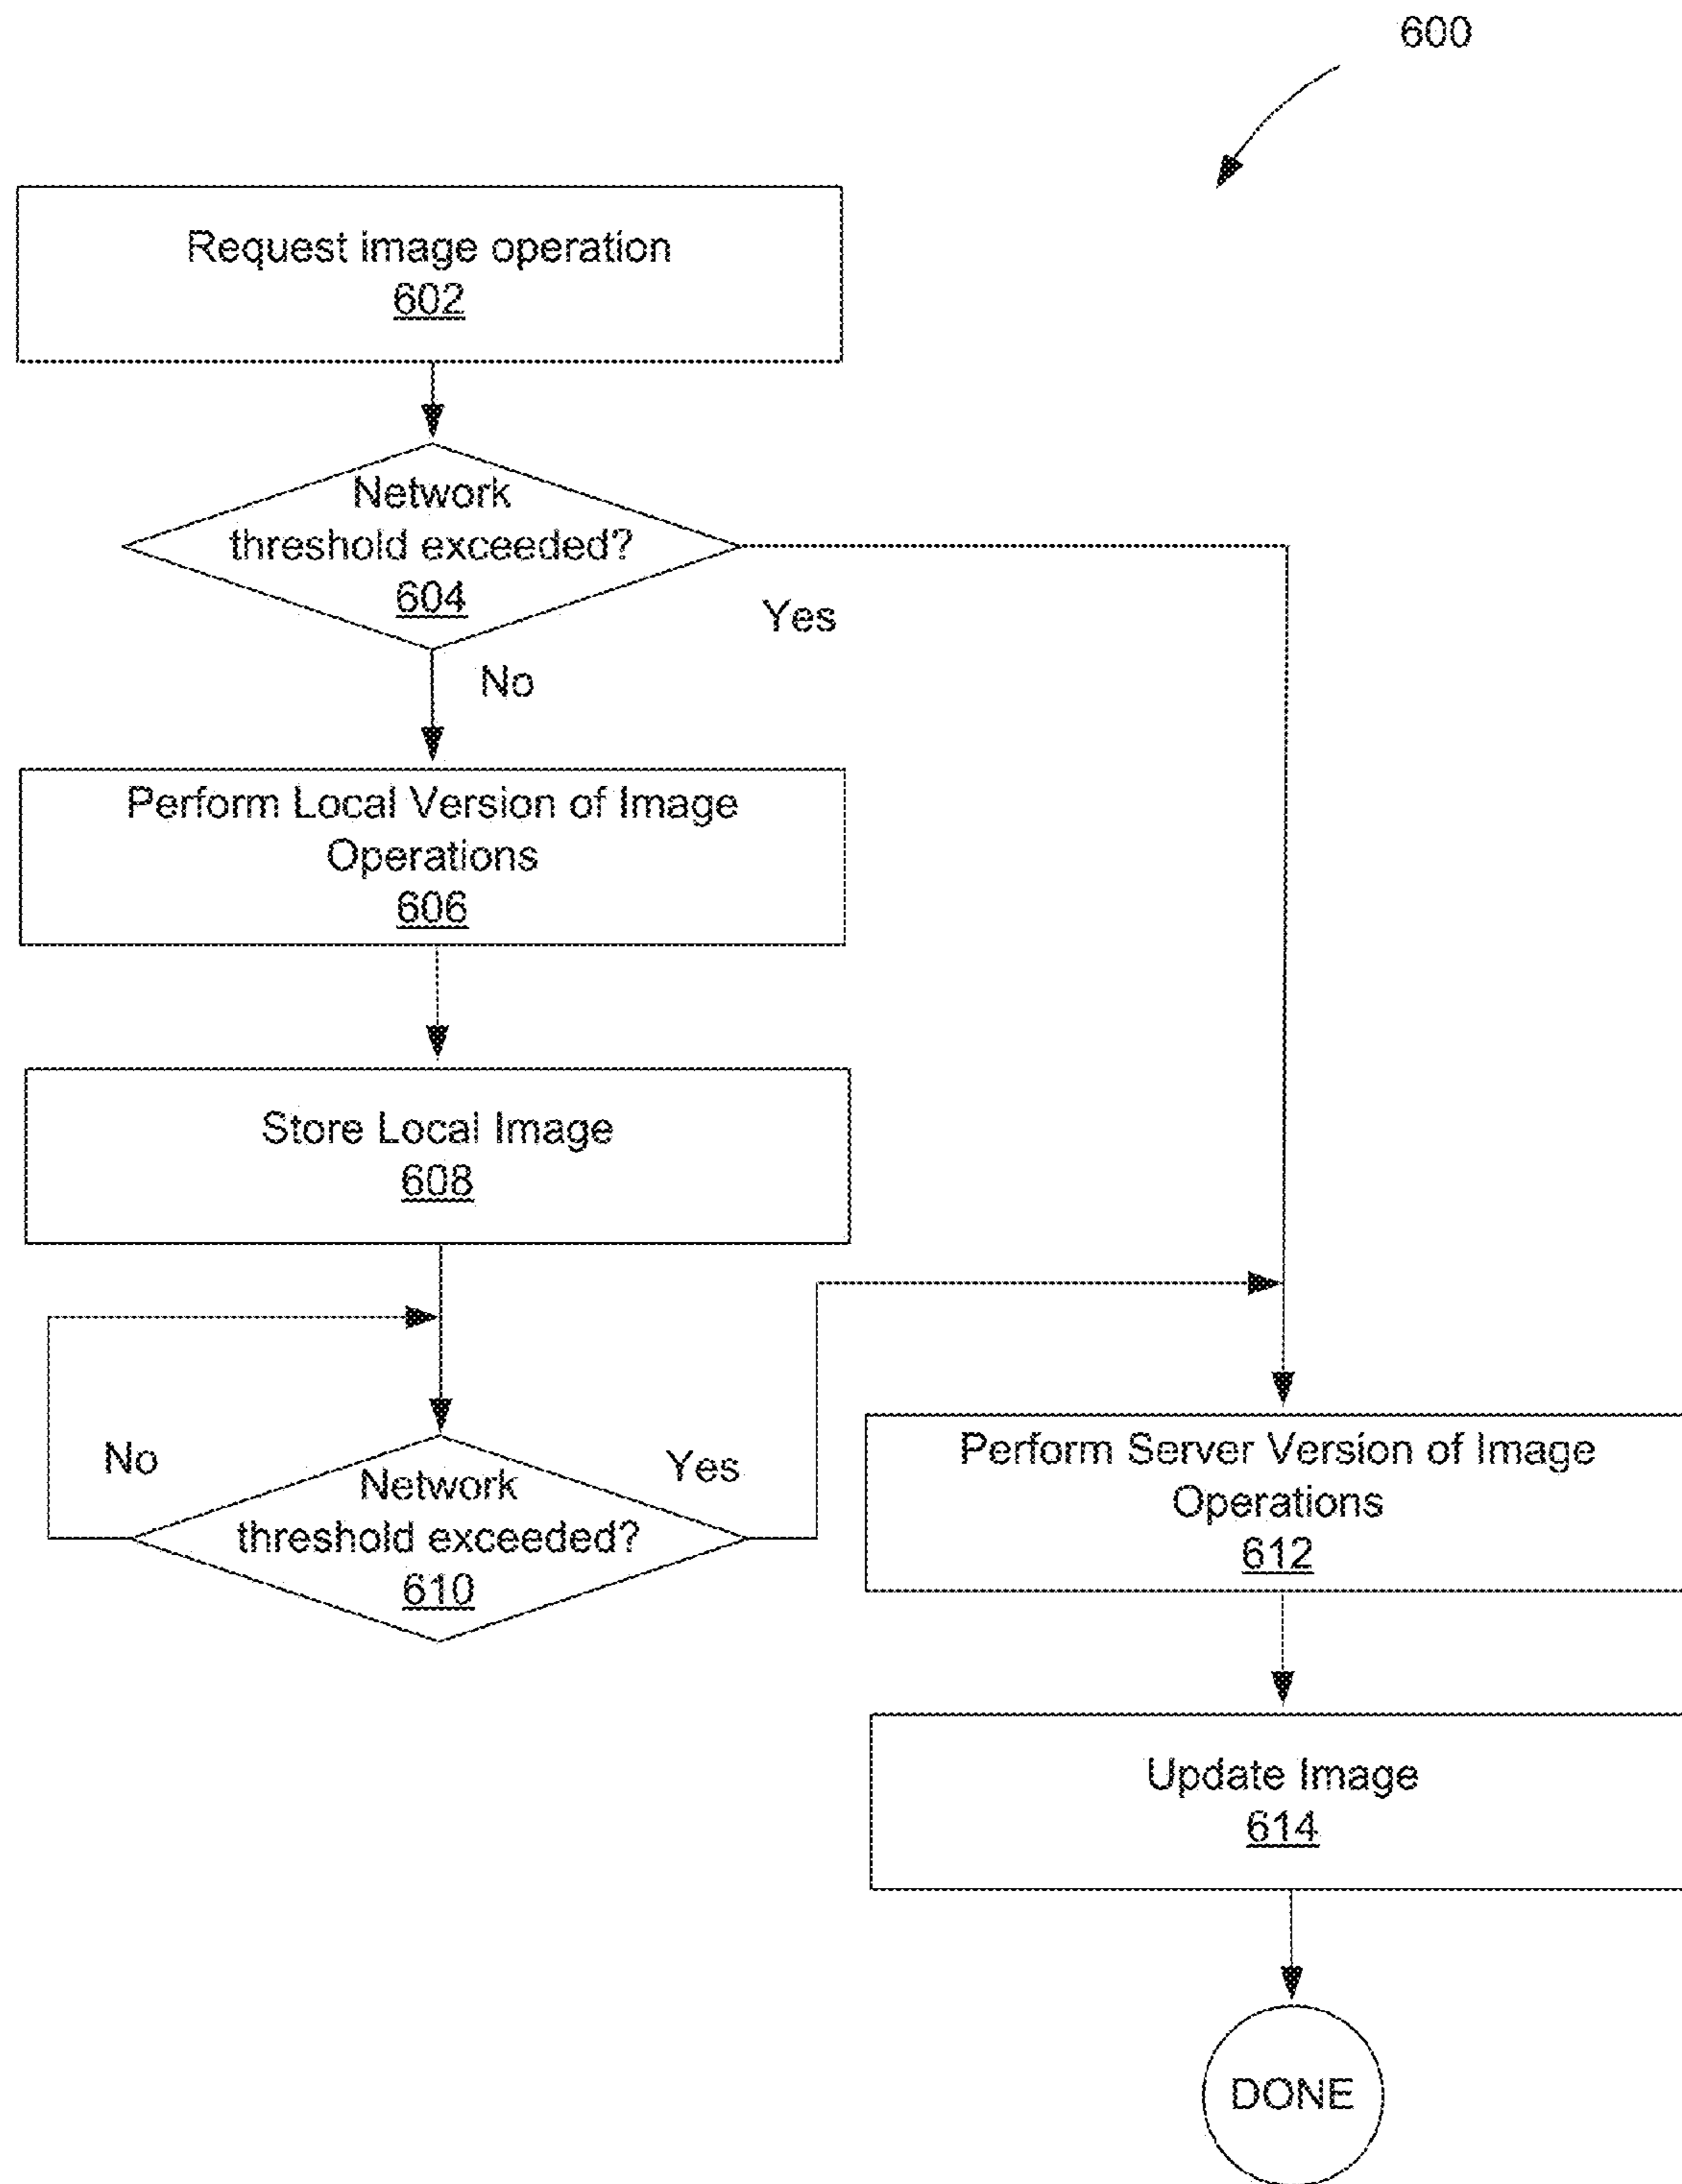 600
Request image operation
602
Network
threshold exceeded?
604
Yes
No
Perform Local Version of Image
Operations
606
Store Local Image
608
No
Network
threshold exceeded?
610
Yes
Perform Server Version of Image
Operations
612
Update Image
614
DONE